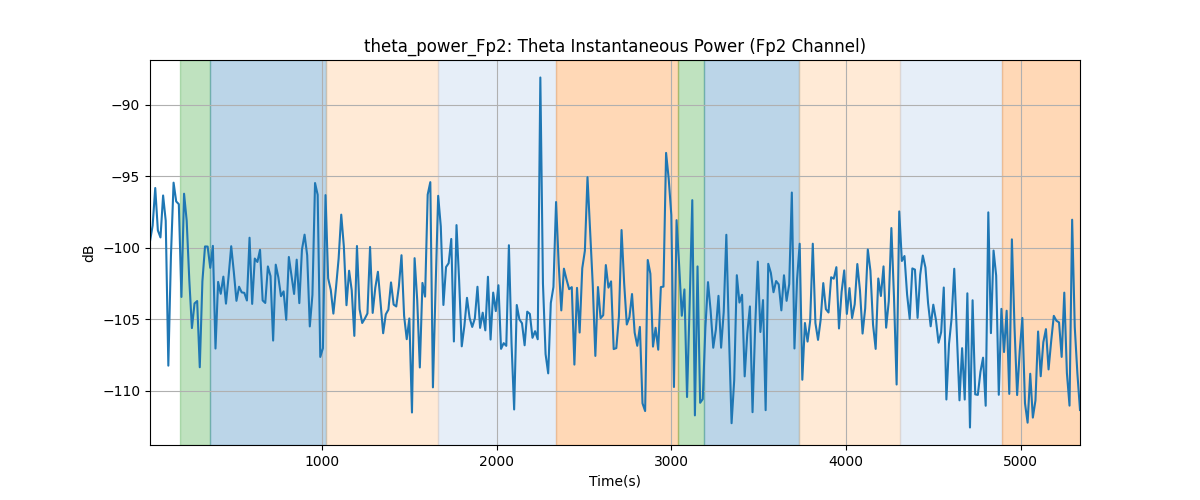 theta_power_Fp2: Theta Instantaneous Power (Fp2 Channel)
−90
−95
−100
−105
−110
dB
1000 2000 3000 4000 5000
Time(s)